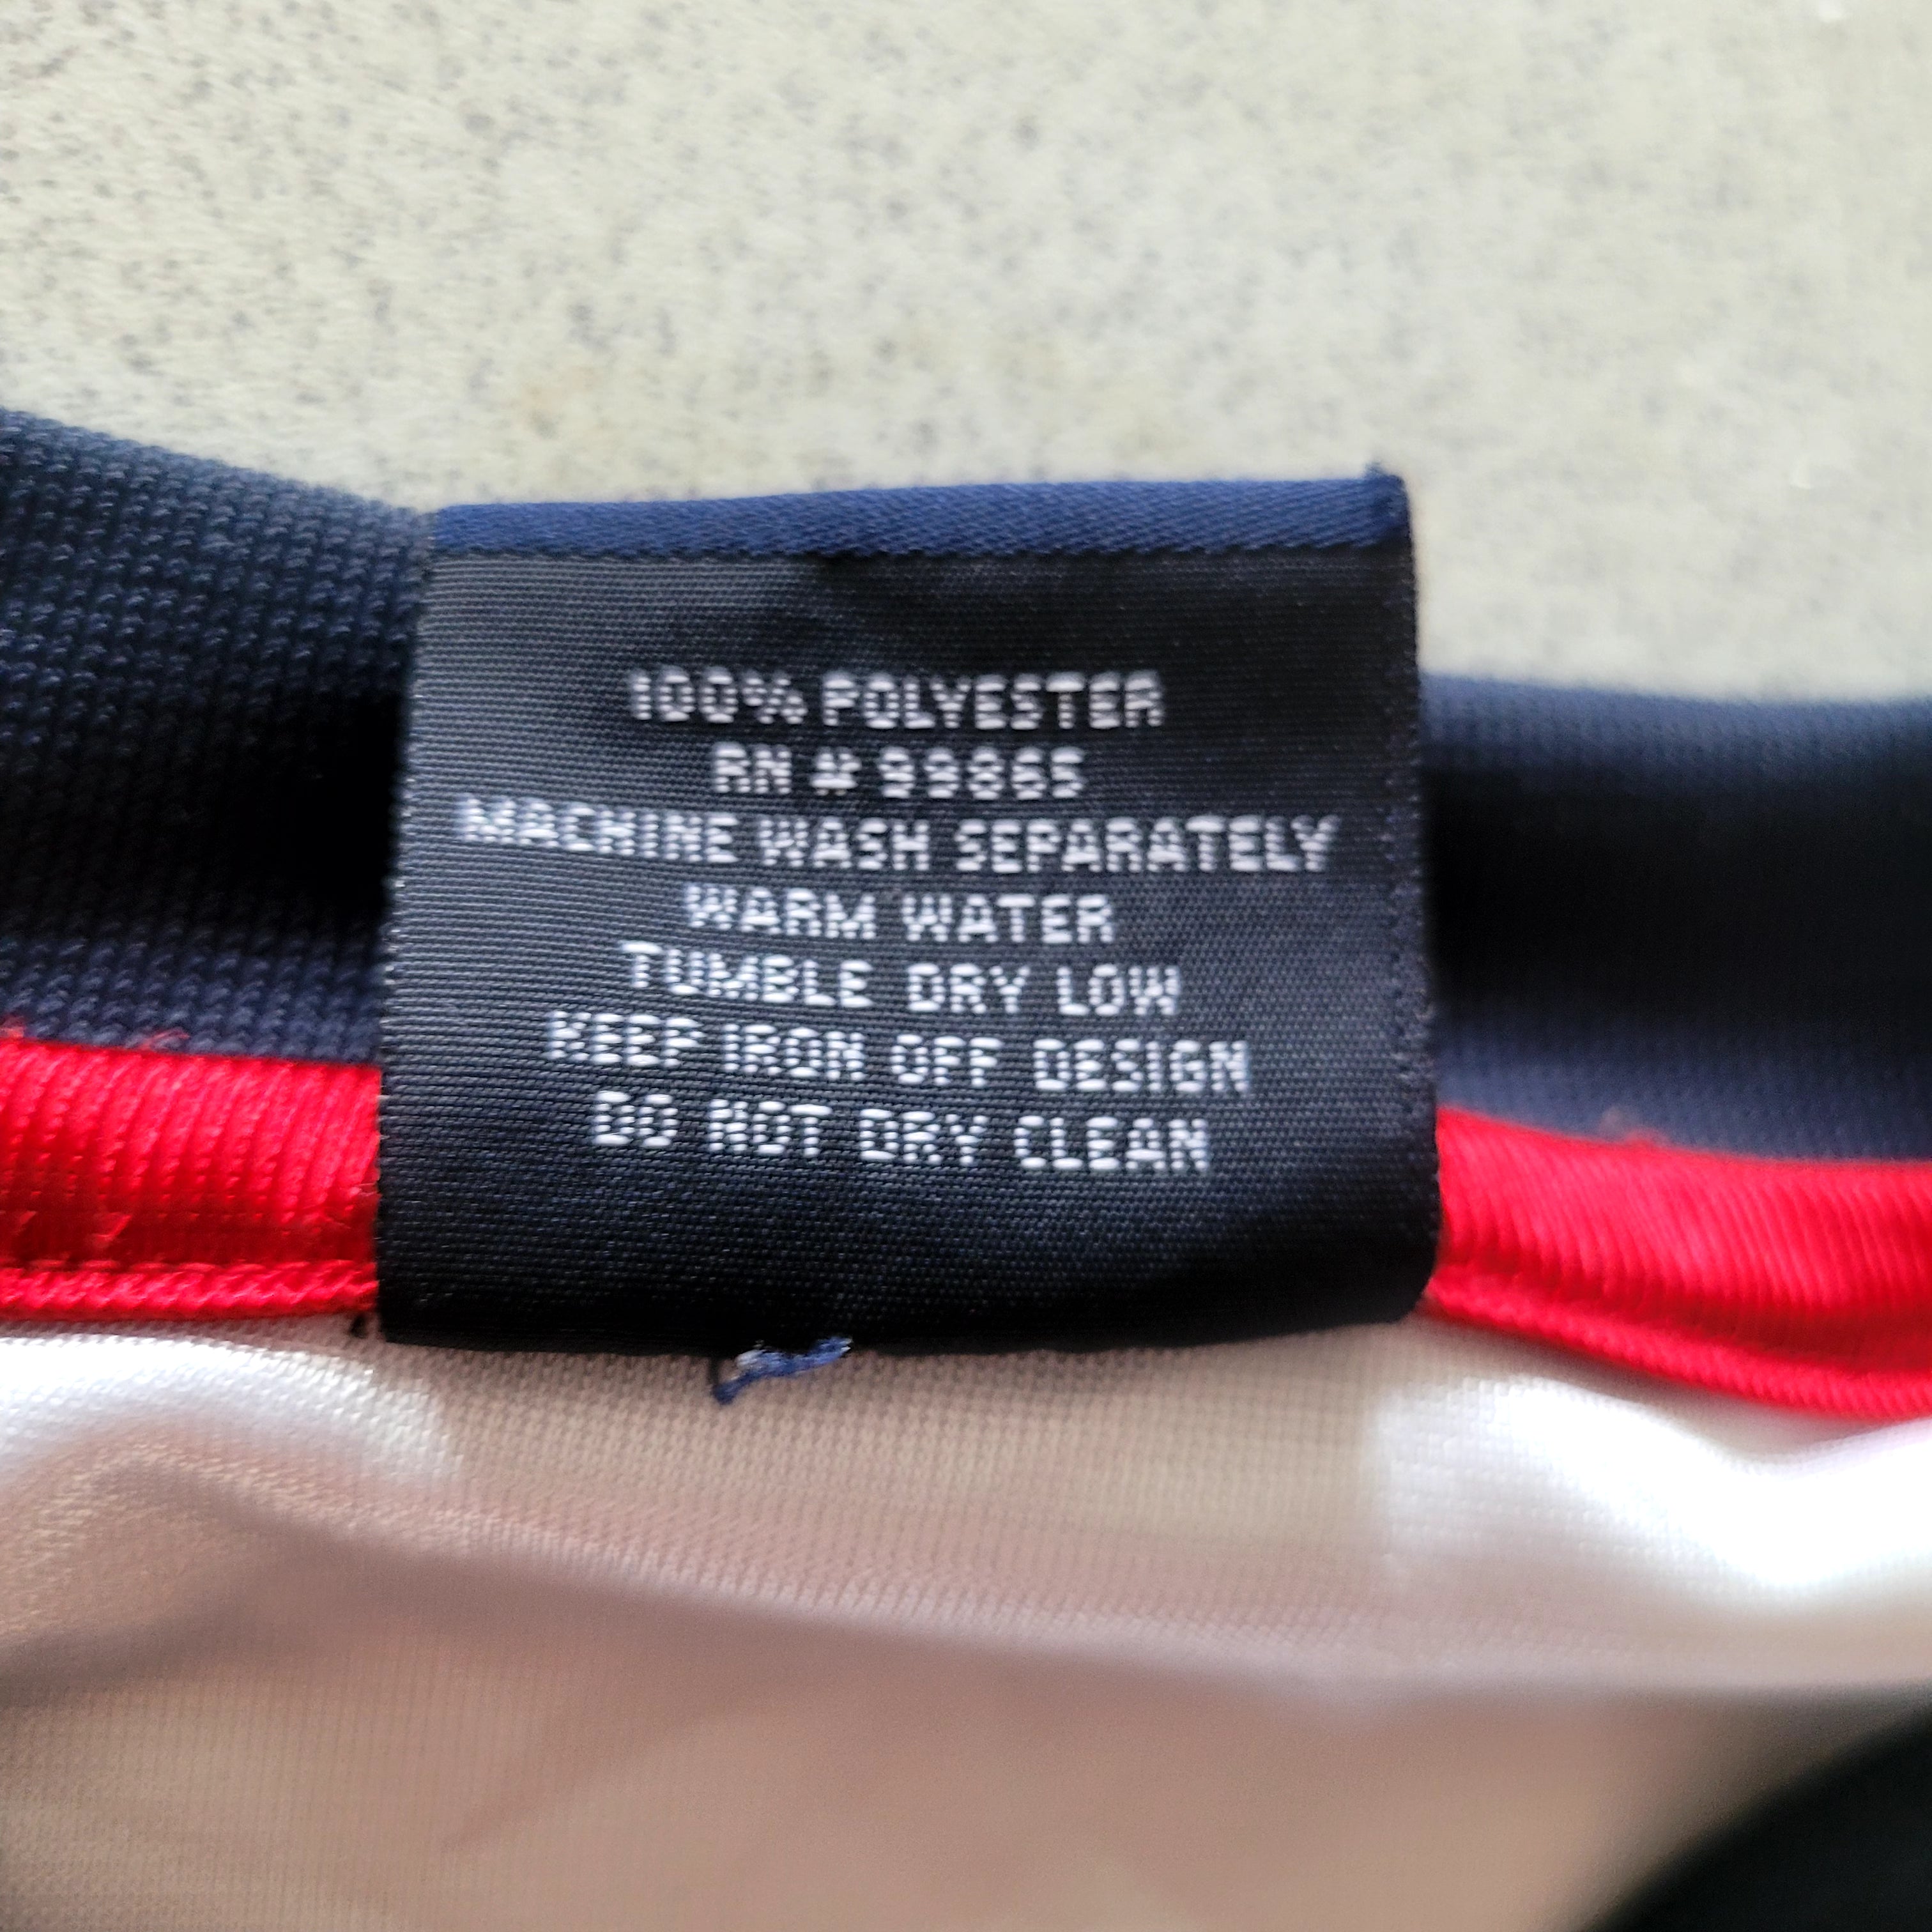 100% POLYESTER
RN # 99865
MACHINE WASH SEPARATELY
WARM WATER
TUMBLE DRY LOW
KEEP IRON OFF DESIGN
DO NOT DRY CLEAN